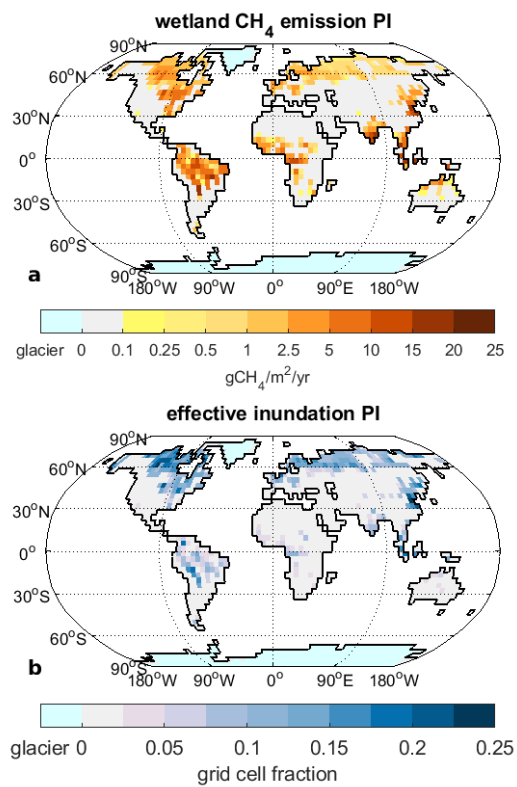 wetland CH₄ emission PI
90°N
60°N
30°N
0°
30°S
60°S
90°S
a
180°W 90°W 0° 90°E 180°W
glacier 0 0.1 0.25 0.5 1 2.5 5 10 15 20 25
gCH₄/m²/yr
effective inundation PI
90°N
60°N
30°N
0°
30°S
60°S
90°S
b
180°W 90°W 0° 90°E 180°W
glacier 0 0.05 0.1 0.15 0.2 0.25
grid cell fraction